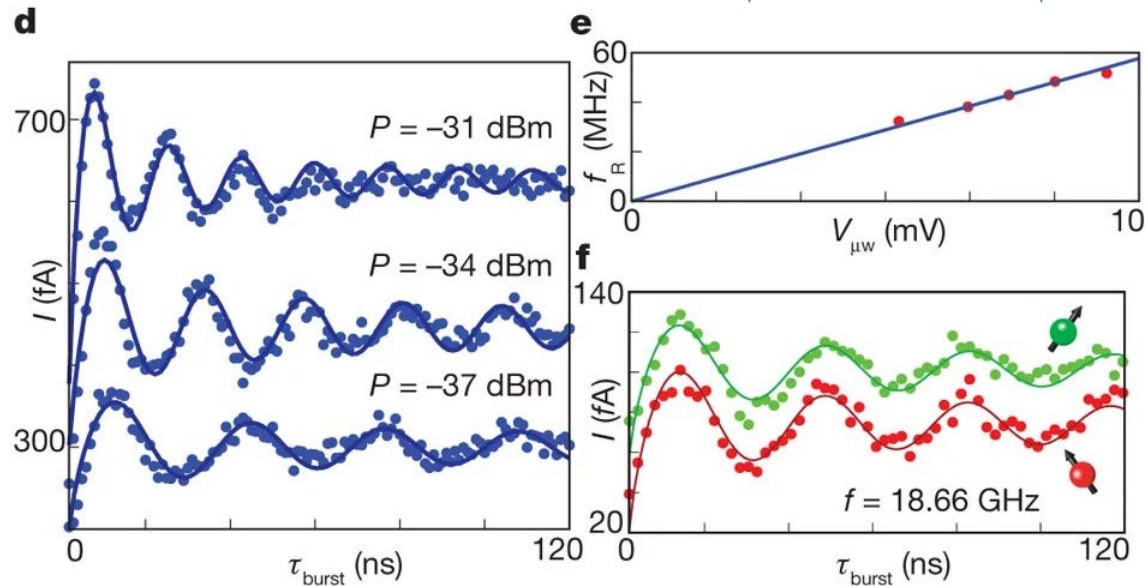 d
700
300
I (fA)
P = –31 dBm
P = –34 dBm
P = –37 dBm
0
120
τburst (ns)
e
60
0
fR (MHz)
0
10
Vμw (mV)
f
140
20
I (fA)
f = 18.66 GHz
0
120
τburst (ns)